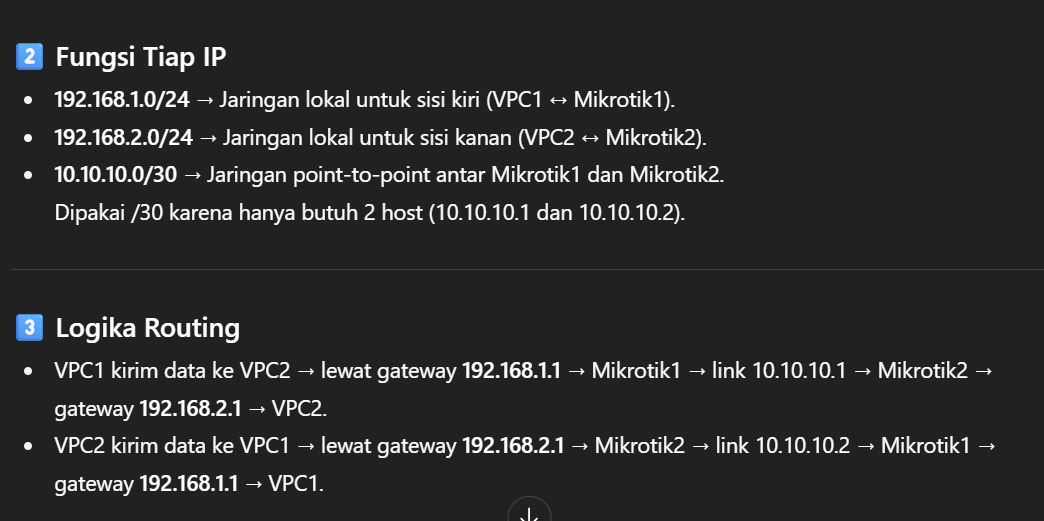 2 Fungsi Tiap IP
• 192.168.1.0/24 → Jaringan lokal untuk sisi kiri (VPC1 ↔ Mikrotik1).
• 192.168.2.0/24 → Jaringan lokal untuk sisi kanan (VPC2 ↔ Mikrotik2).
• 10.10.10.0/30 → Jaringan point-to-point antar Mikrotik1 dan Mikrotik2.
Dipakai /30 karena hanya butuh 2 host (10.10.10.1 dan 10.10.10.2).
3 Logika Routing
• VPC1 kirim data ke VPC2 → lewat gateway 192.168.1.1 → Mikrotik1 → link 10.10.10.1 → Mikrotik2 →
gateway 192.168.2.1 → VPC2.
• VPC2 kirim data ke VPC1 → lewat gateway 192.168.2.1 → Mikrotik2 → link 10.10.10.2 → Mikrotik1 →
gateway 192.168.1.1 → VPC1.